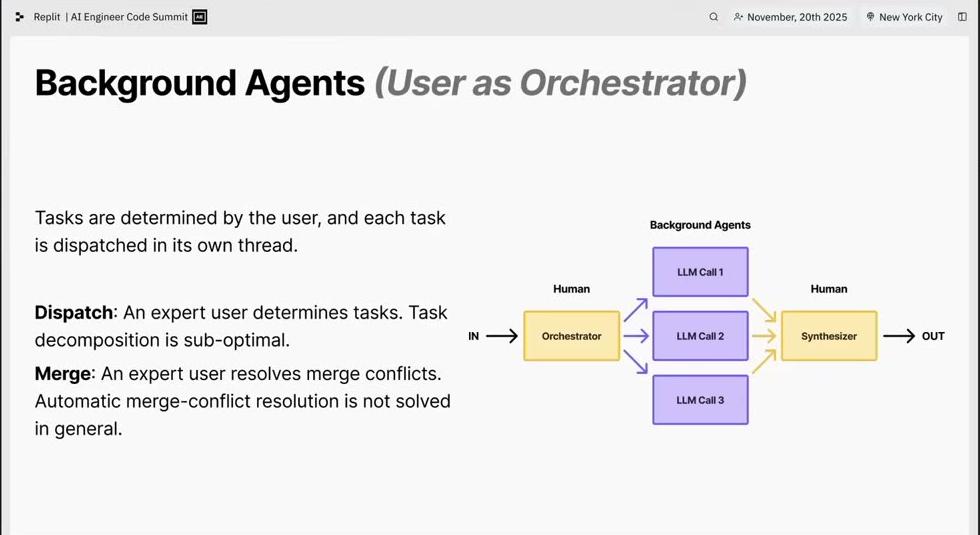 Replit | AI Engineer Code Summit AIE
November, 20th 2025
New York City
Background Agents (User as Orchestrator)
Tasks are determined by the user, and each task
is dispatched in its own thread.
Dispatch: An expert user determines tasks. Task
decomposition is sub-optimal.
Merge: An expert user resolves merge conflicts.
Automatic merge-conflict resolution is not solved
in general.
Background Agents
LLM Call 1
Human
Human
IN
Orchestrator
LLM Call 2
Synthesizer
OUT
LLM Call 3